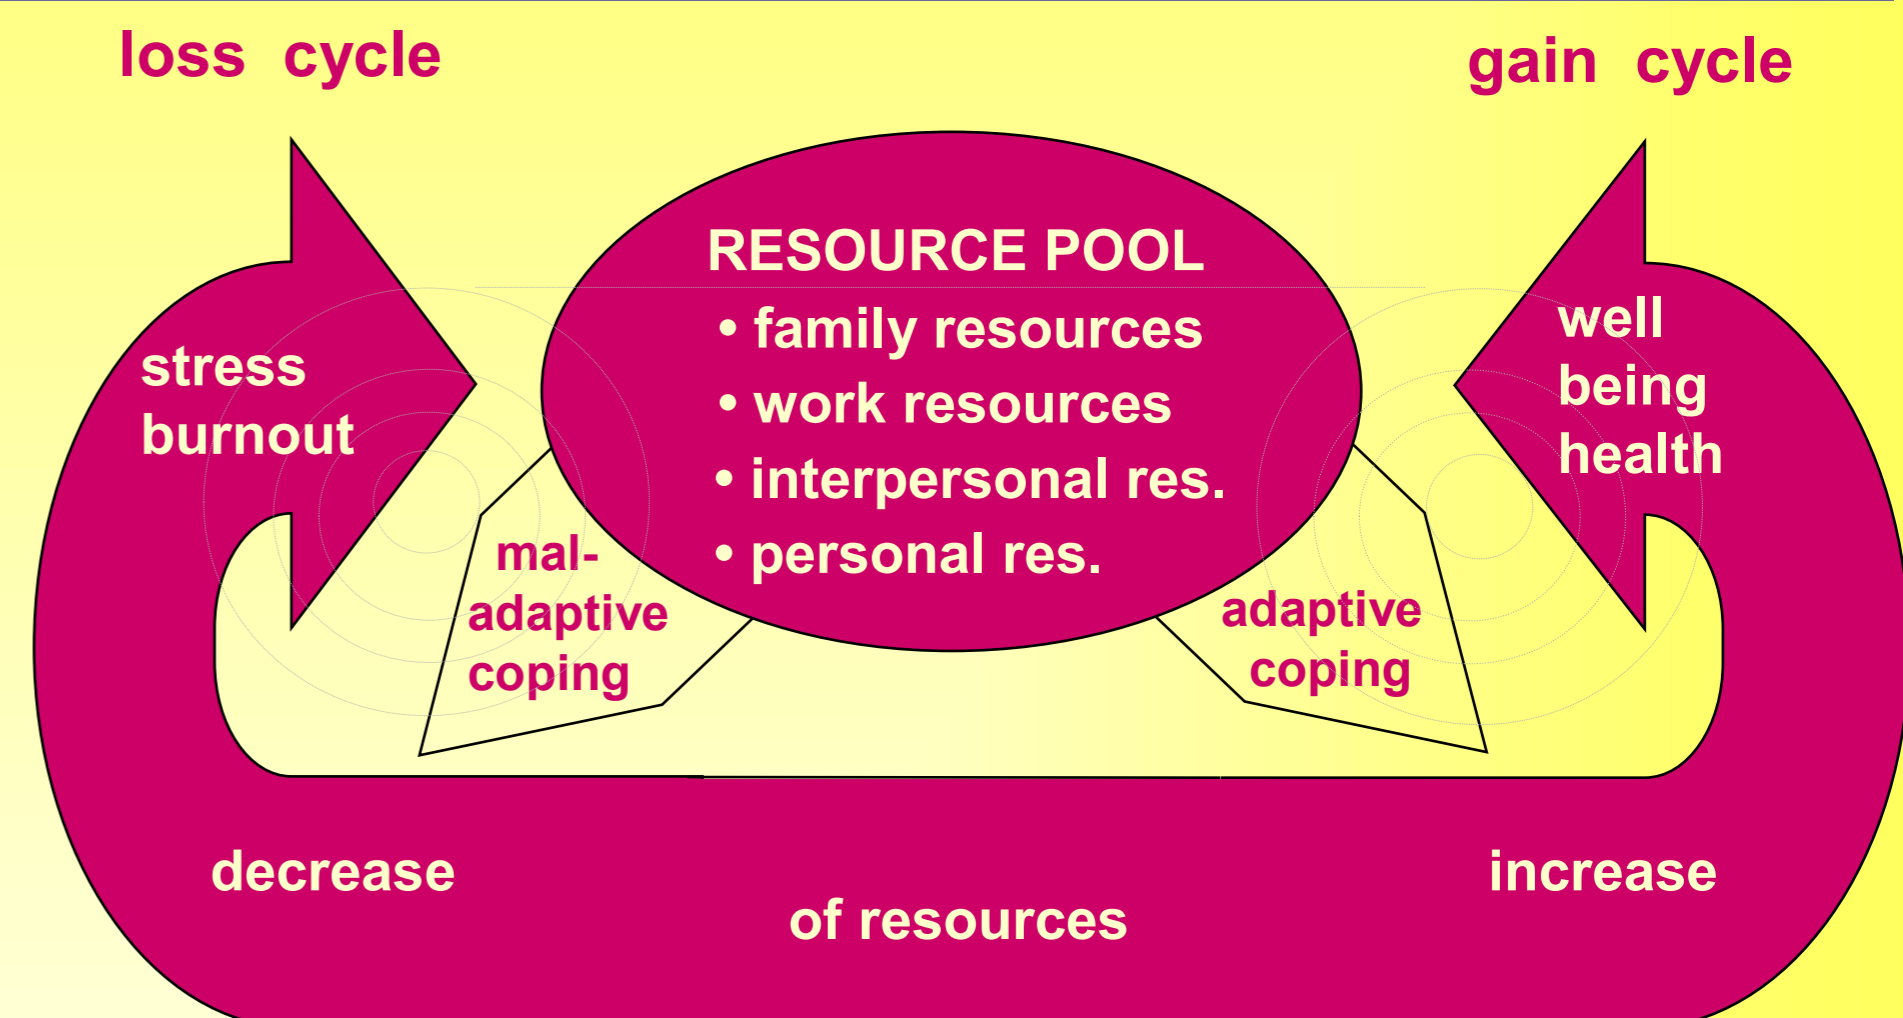 loss cycle
gain cycle
RESOURCE POOL
• family resources
• work resources
• interpersonal res.
• personal res.
stress
burnout
well
being
health
mal-
adaptive
coping
adaptive
coping
decrease
increase
of resources